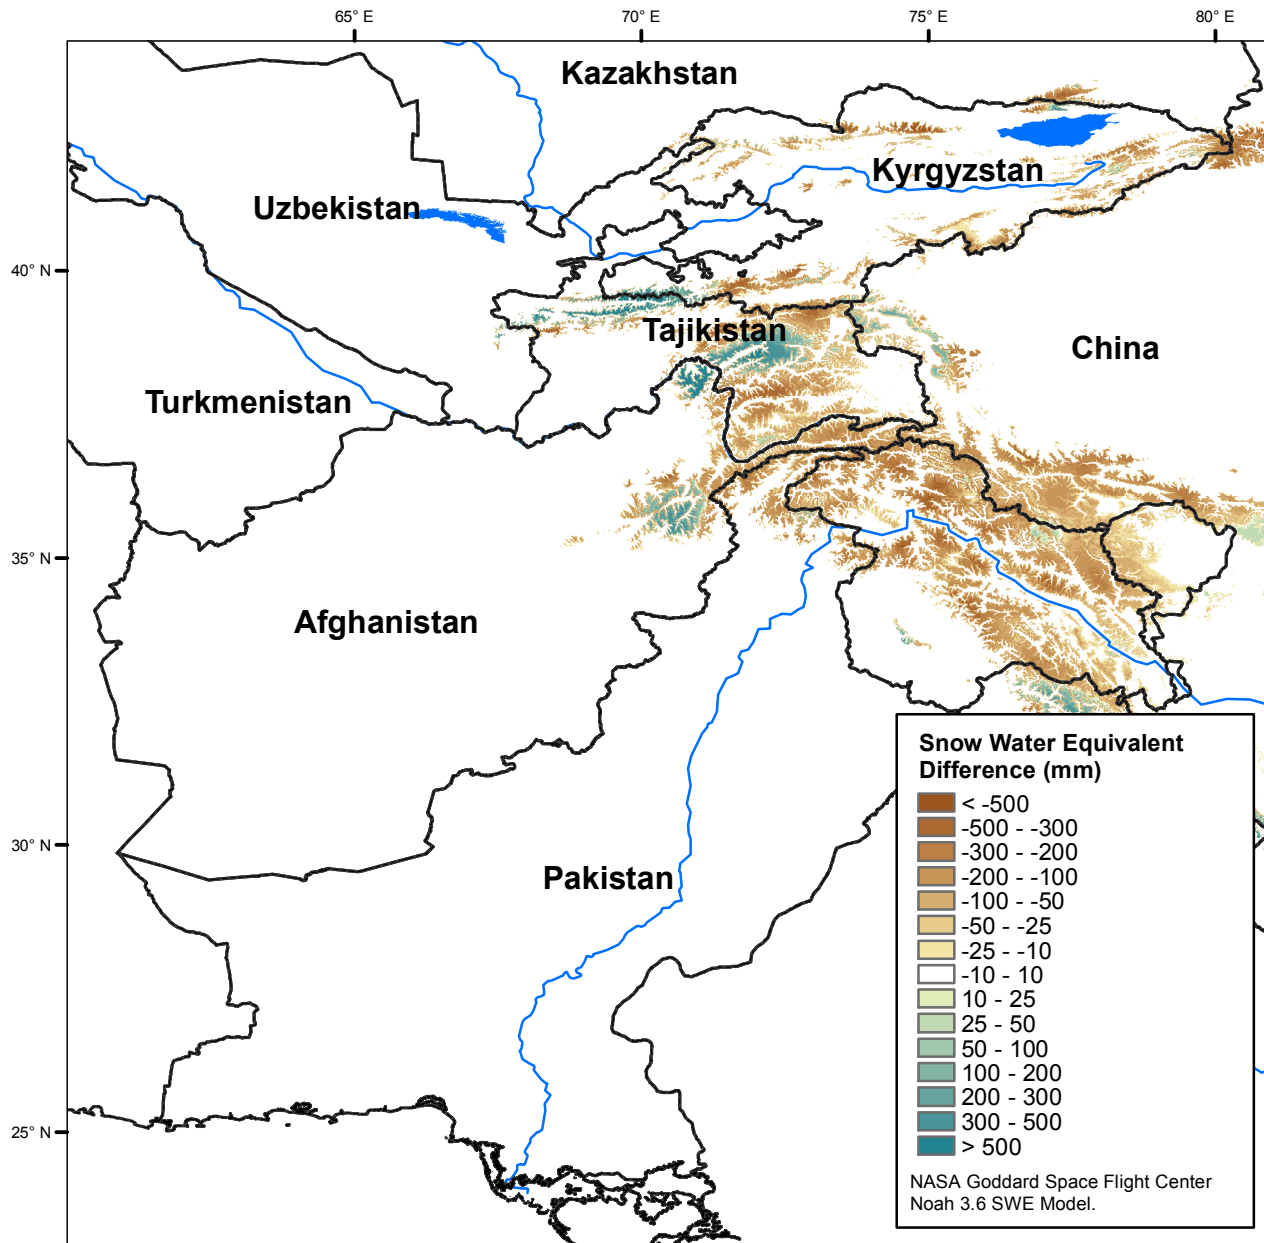 65° E 70° E 75° E 80° E
Kazakhstan
Kyrgyzstan
Uzbekistan
40° N
Tajikistan
China
Turkmenistan
35° N
Afghanistan
Snow Water Equivalent
Difference (mm)
< -500
-500 - -300
-300 - -200
-200 - -100
-100 - -50
-50 - -25
-25 - -10
-10 - 10
10 - 25
25 - 50
50 - 100
100 - 200
200 - 300
300 - 500
> 500
NASA Goddard Space Flight Center
Noah 3.6 SWE Model.
30° N
Pakistan
25° N